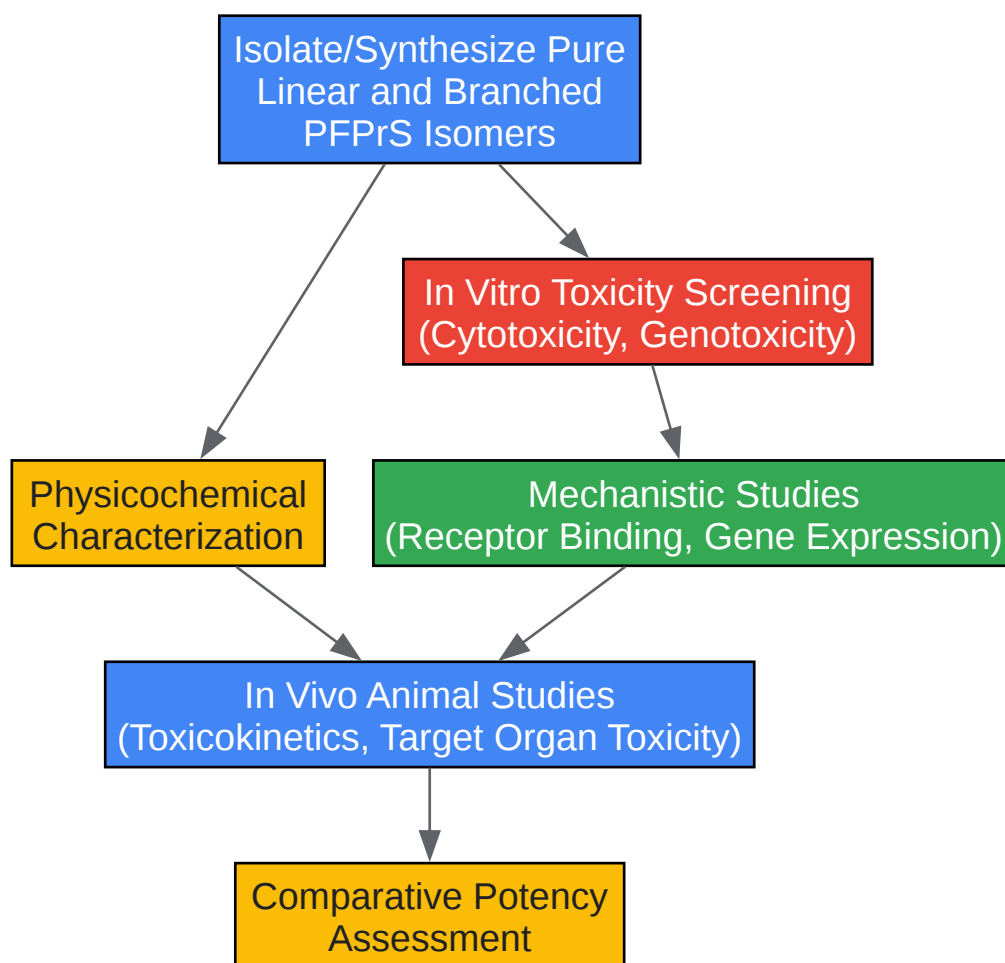 Isolate/Synthesize Pure
Linear and Branched
PFPrS Isomers
In Vitro Toxicity Screening
(Cytotoxicity, Genotoxicity)
Physicochemical
Characterization
Mechanistic Studies
(Receptor Binding, Gene Expression)
In Vivo Animal Studies
(Toxicokinetics, Target Organ Toxicity)
Comparative Potency
Assessment